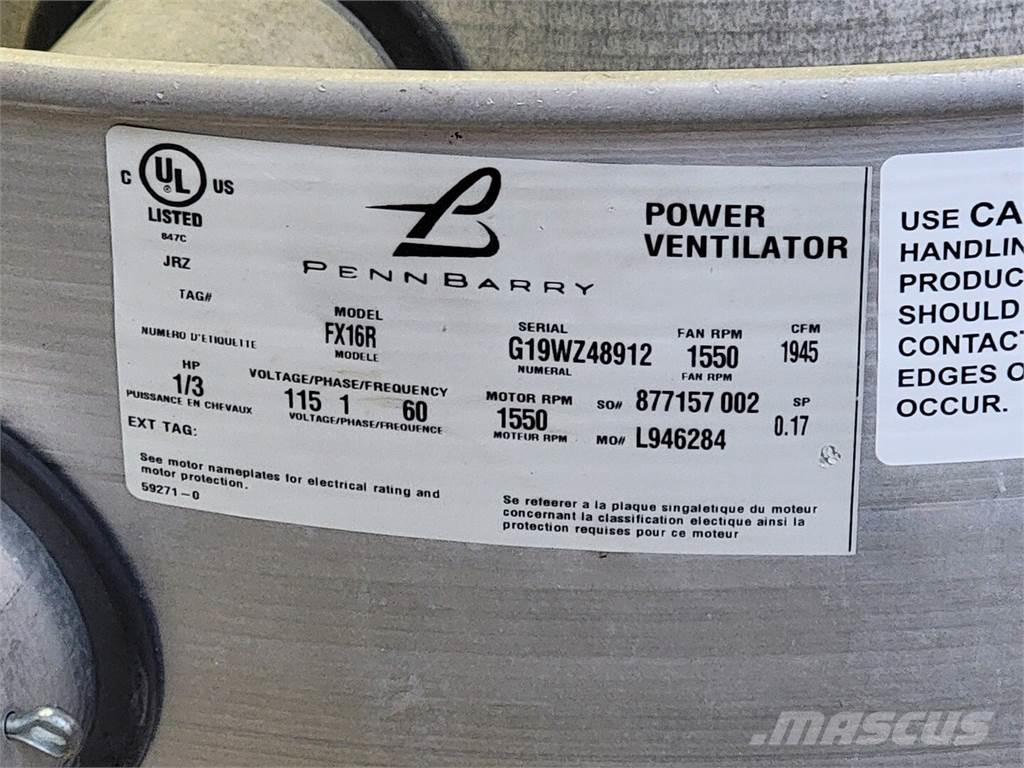 C UL ® US
LISTED
847C
JRZ
TAG#
NUMERO D'ETIQUETTE
PENNBARRY
POWER
VENTILATOR
MODEL
FX16R
MODELE
SERIAL
G19WZ48912
NUMERAL
FAN RPM
1550
FAN RPM
CFM
1945
HP
1/3
PUISSANCE EN CHEVAUX
VOLTAGE/PHASE/FREQUENCY
115 1 60
VOLTAGE/PHASE/FREQUENCE
MOTOR RPM
1550
MOTEUR RPM
SO# 877157 002
MO# L946284
SP
0.17
EXT TAG:
See motor nameplates for electrical rating and
motor protection.
59271-0
Se refeerer a la plaque singaletique du moteur
concernant la classification electique ainsi la
protection requises pour ce moteur
USE CA
HANDLIN
PRODUC
SHOULD
CONTACT
EDGES O
OCCUR.
MASCUS